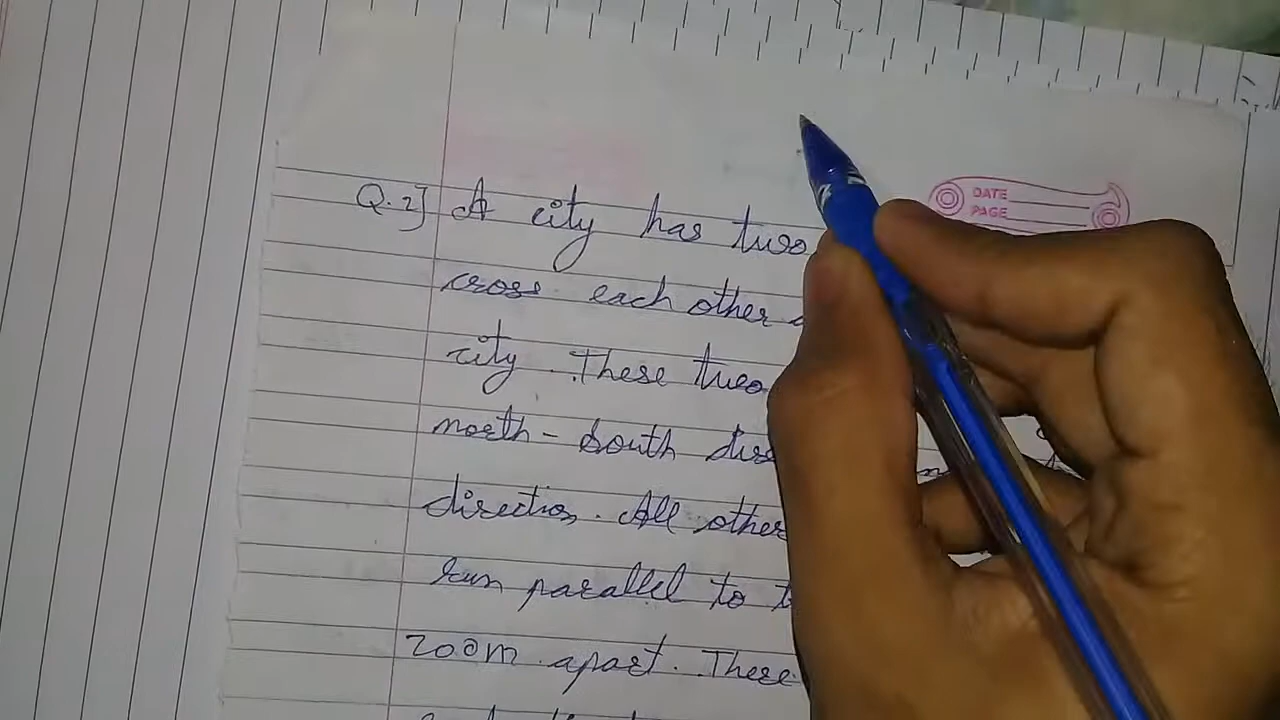 DATE
PAGE
Q.2] A city has two
cross each other
city. These two
north - South
direction. All other
run parallel to
200m apart. There